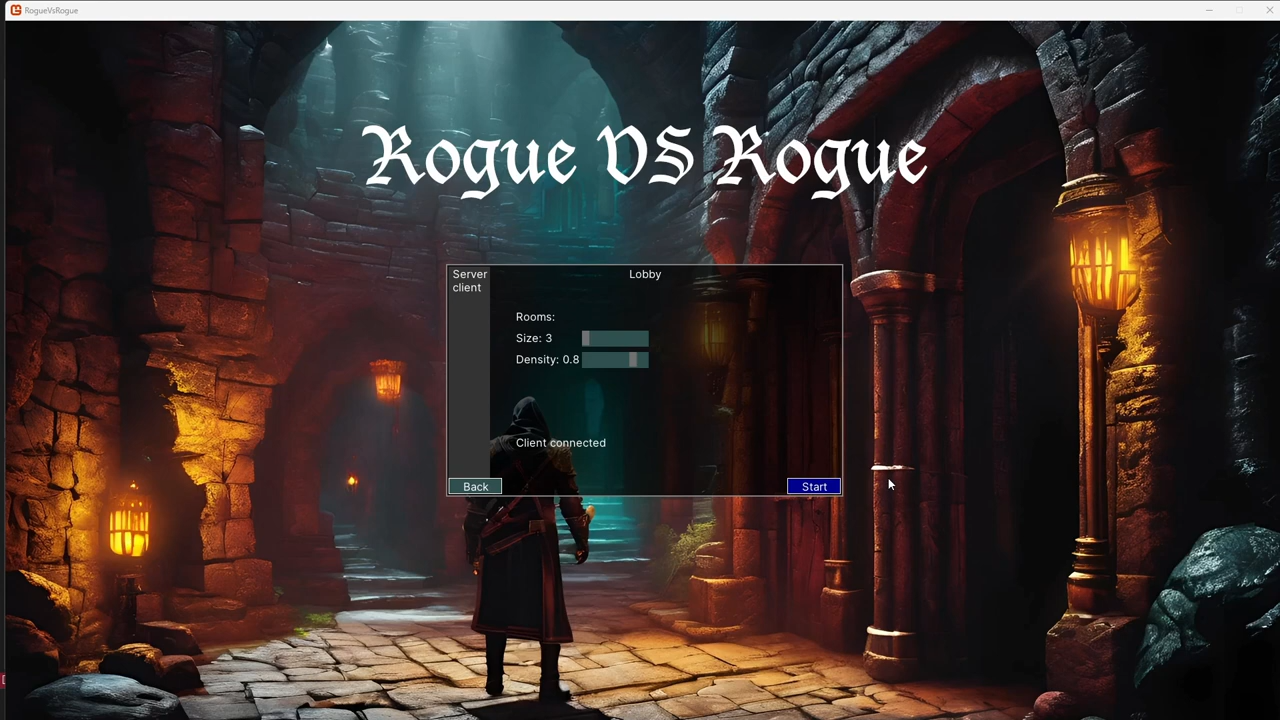 RogueVsRogue
Rogue VS Rogue
Lobby
Server
client
Rooms:
Size: 3
Density: 0.8
Client connected
Back
Start